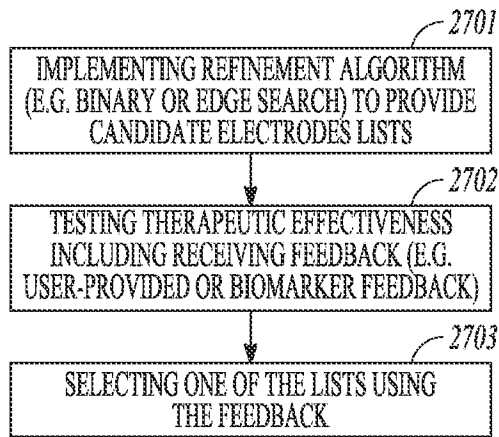 2701
IMPLEMENTING REFINEMENT ALGORITHM
(E.G. BINARY OR EDGE SEARCH) TO PROVIDE
CANDIDATE ELECTRODES LISTS
2702
TESTING THERAPEUTIC EFFECTIVENESS
INCLUDING RECEIVING FEEDBACK (E.G.
USER-PROVIDED OR BIOMARKER FEEDBACK)
2703
SELECTING ONE OF THE LISTS USING
THE FEEDBACK